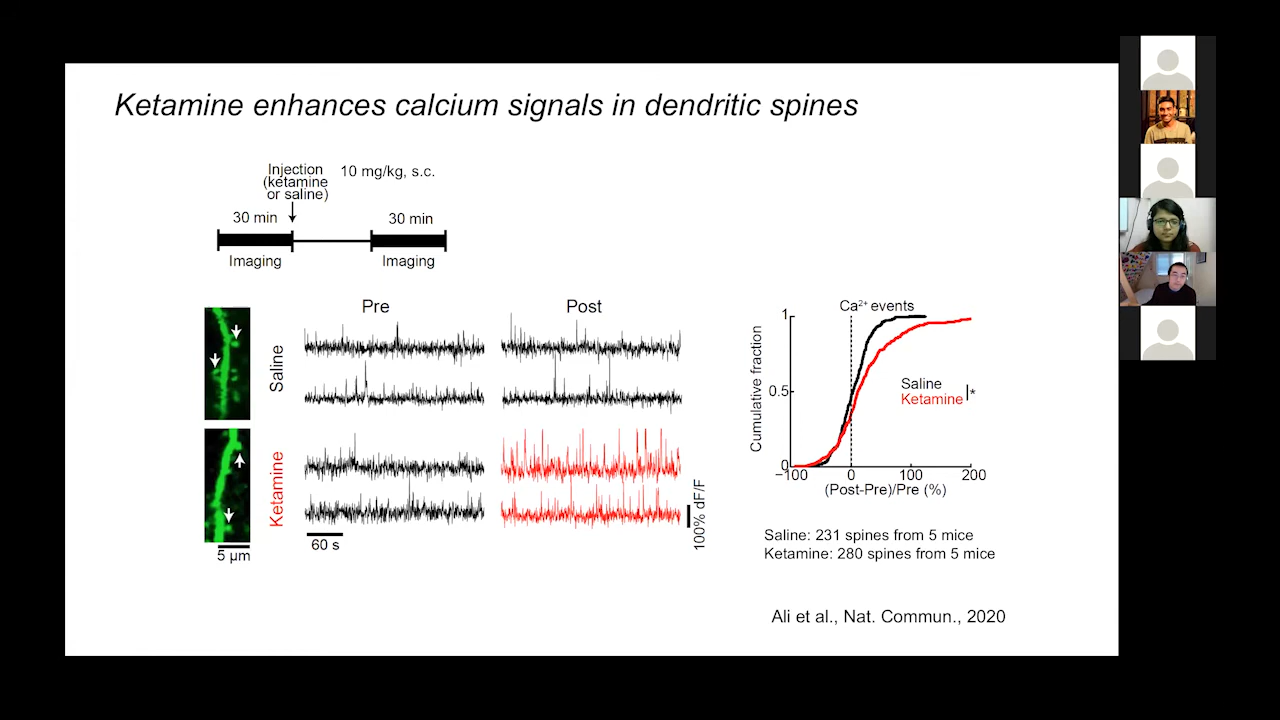 Ketamine enhances calcium signals in dendritic spines
Injection
(ketamine
or saline)
10 mg/kg, s.c.
30 min
30 min
Imaging
Imaging
Pre
Post
Saline
Ketamine
5 µm
60 s
100% dF/F
Ca2+ events
Cumulative fraction
1
0.5
0
−100
0
100
200
(Post-Pre)/Pre (%)
Saline
Ketamine
*
Saline: 231 spines from 5 mice
Ketamine: 280 spines from 5 mice
Ali et al., Nat. Commun., 2020